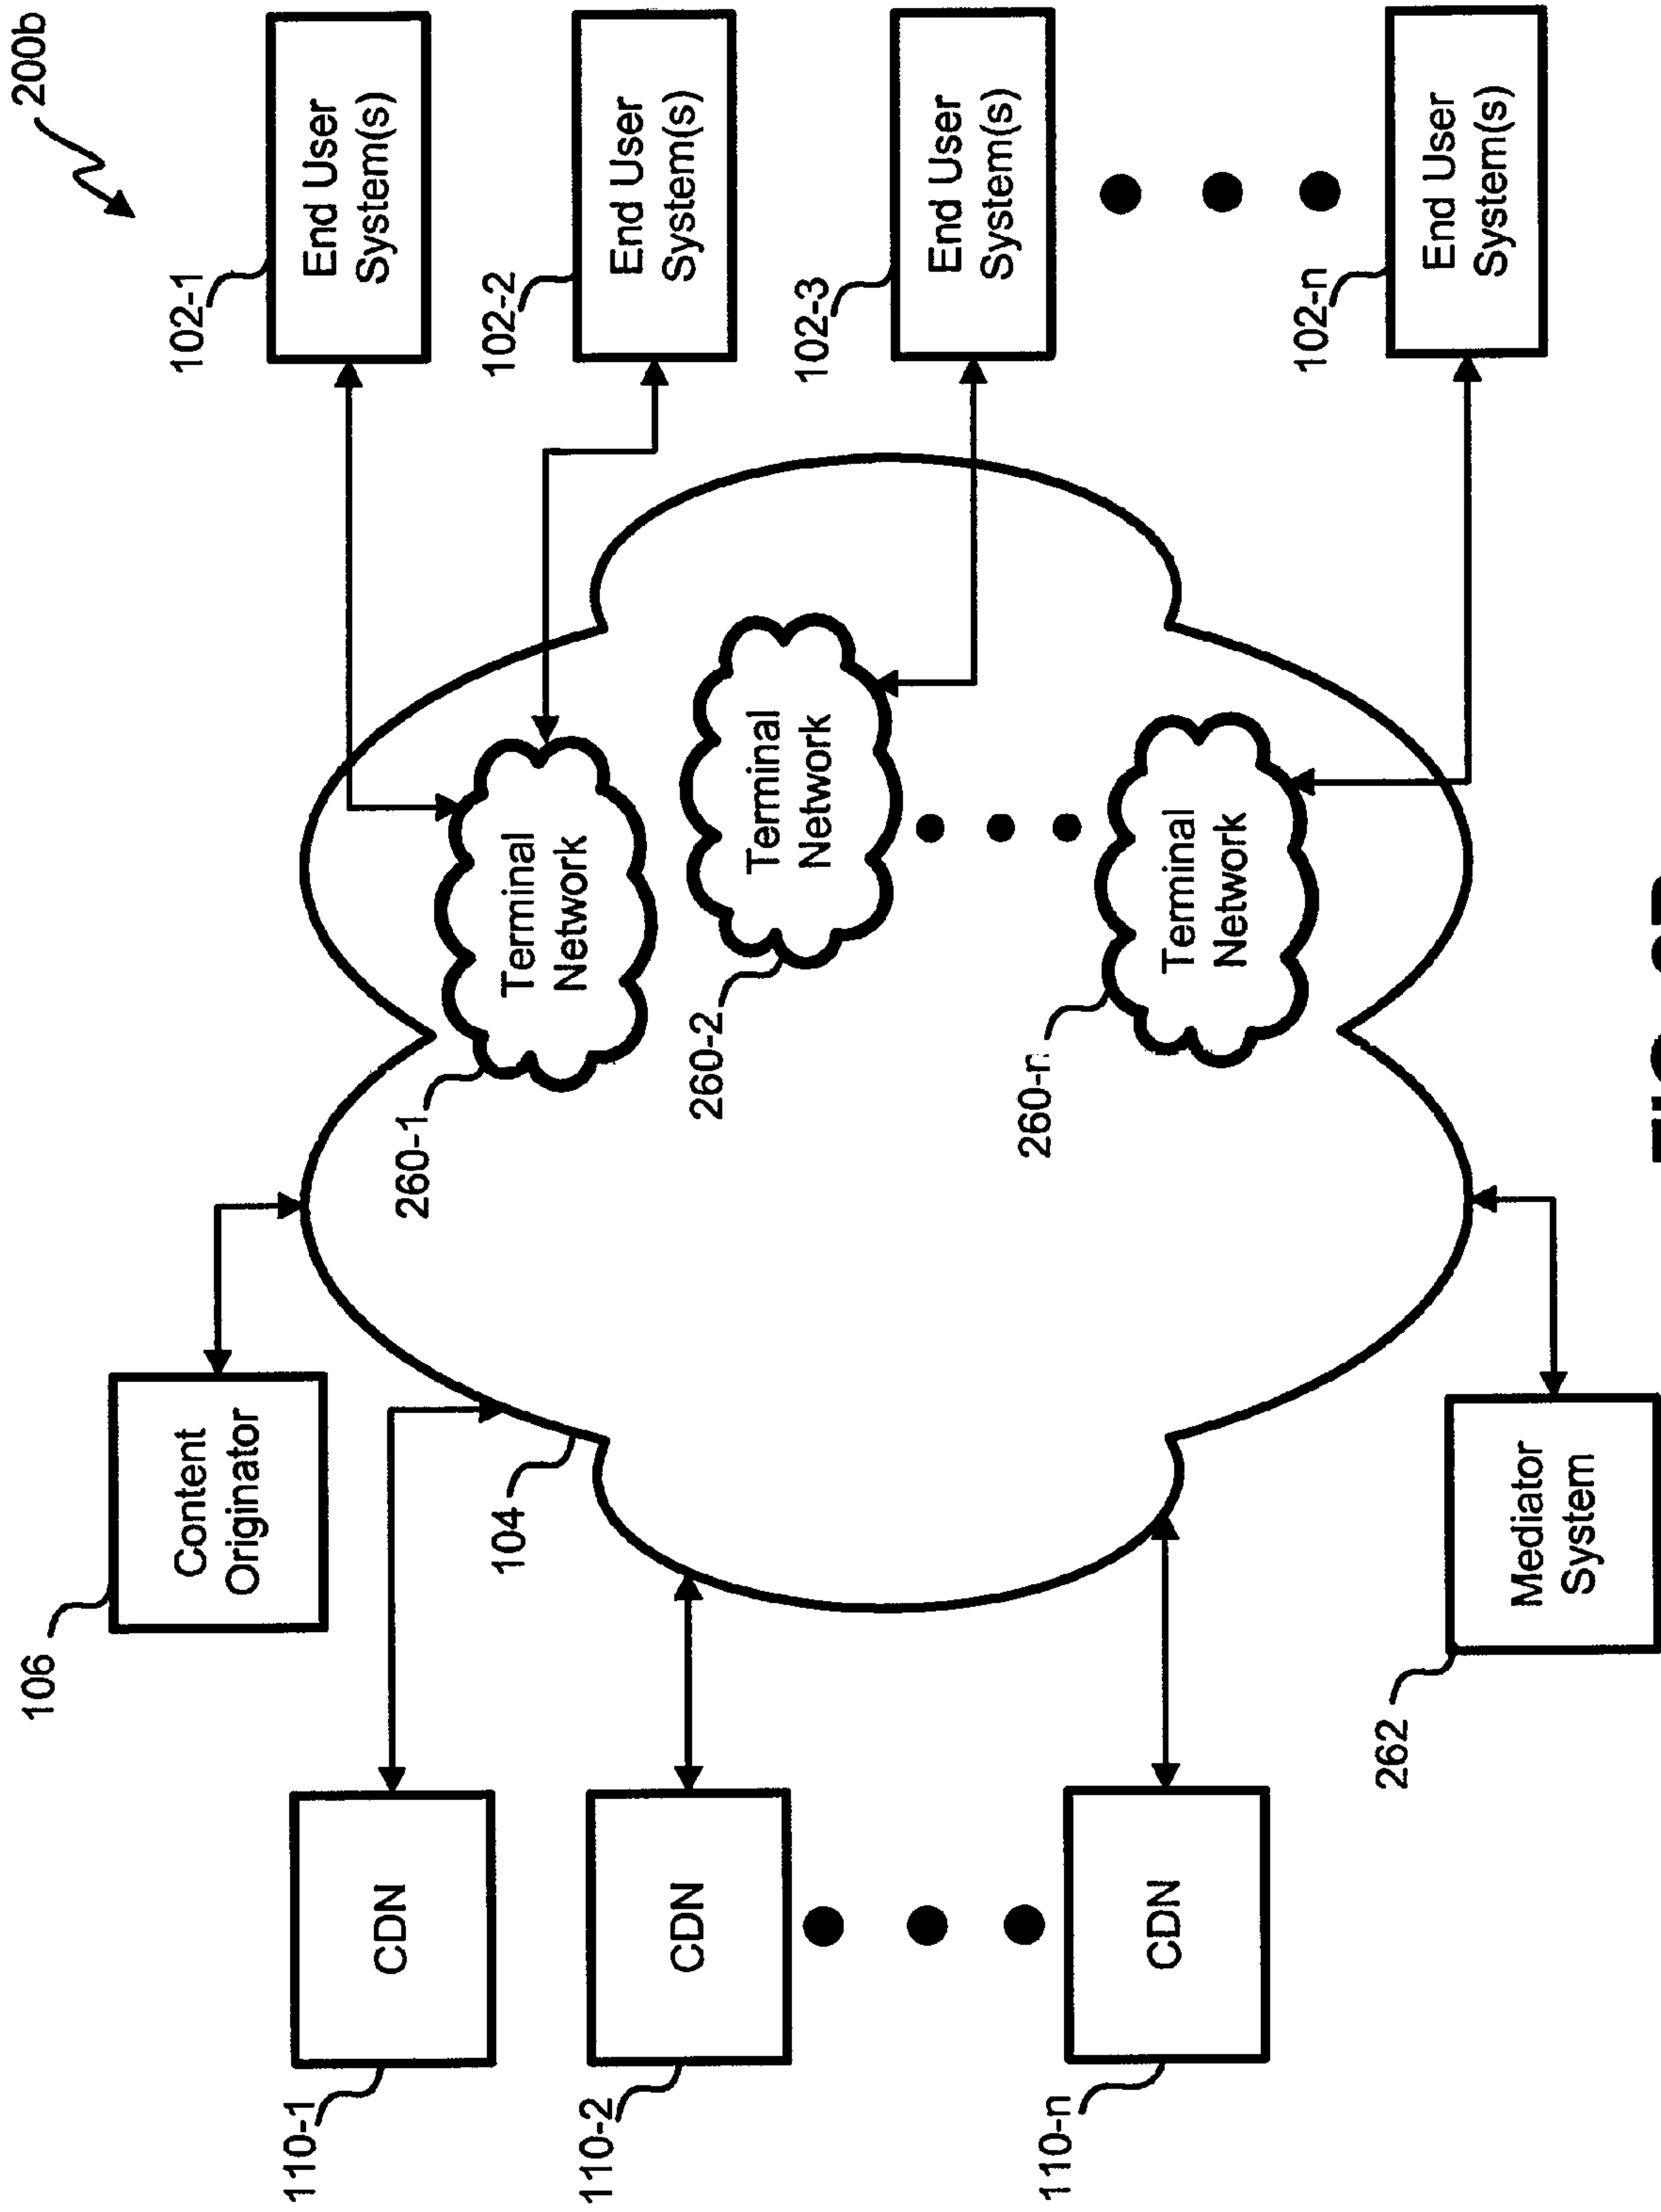 200b
106
Content
Originator
102-1
End User
System(s)
110-1
CDN
104
260-1
Terminal
Network
102-2
End User
System(s)
110-2
CDN
260-2
Terminal
Network
102-3
End User
System(s)
110-n
CDN
260-n
Terminal
Network
102-n
End User
System(s)
262
Mediator
System